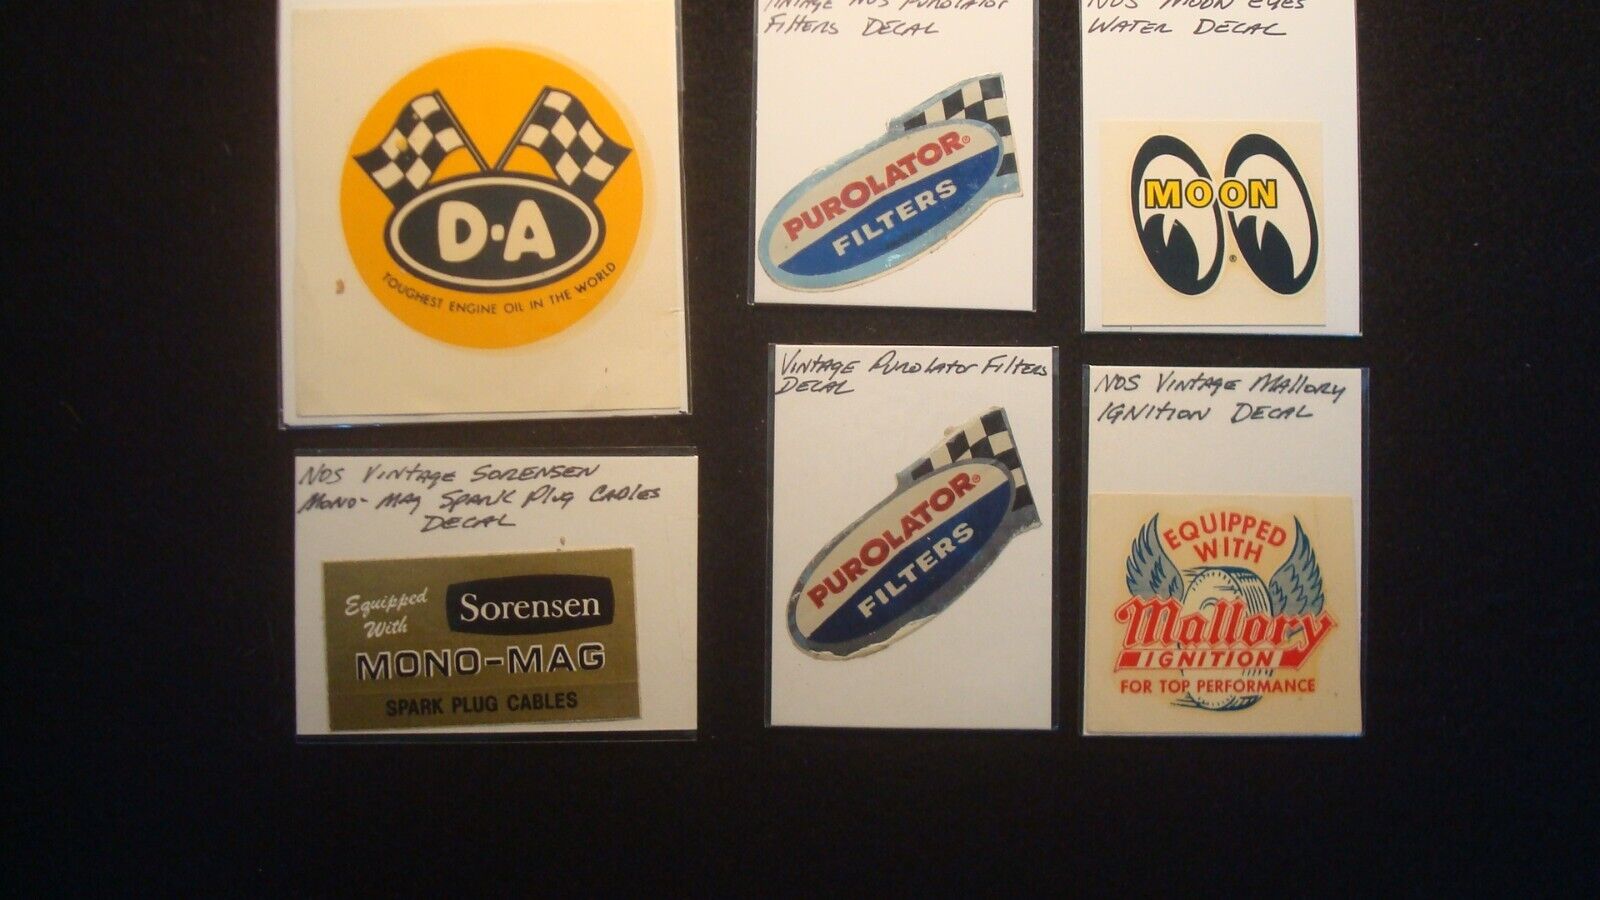 D-A
TOUGHEST ENGINE OIL IN THE WORLD
VINTAGE NOS PUROLATOR
FILTERS DECAL
PUROLATOR®
FILTERS
NOS MOON EYES
WATER DECAL
MOON
®
NOS VINTAGE SORENSEN
MONO-MAG SPARK PLUG CABLES
DECAL
Equipped
With
Sorensen
MONO-MAG
SPARK PLUG CABLES
VINTAGE PUROLATOR FILTERS
DECAL
PUROLATOR®
FILTERS
NOS VINTAGE MALLORY
IGNITION DECAL
EQUIPPED
WITH
Mallory
IGNITION
FOR TOP PERFORMANCE